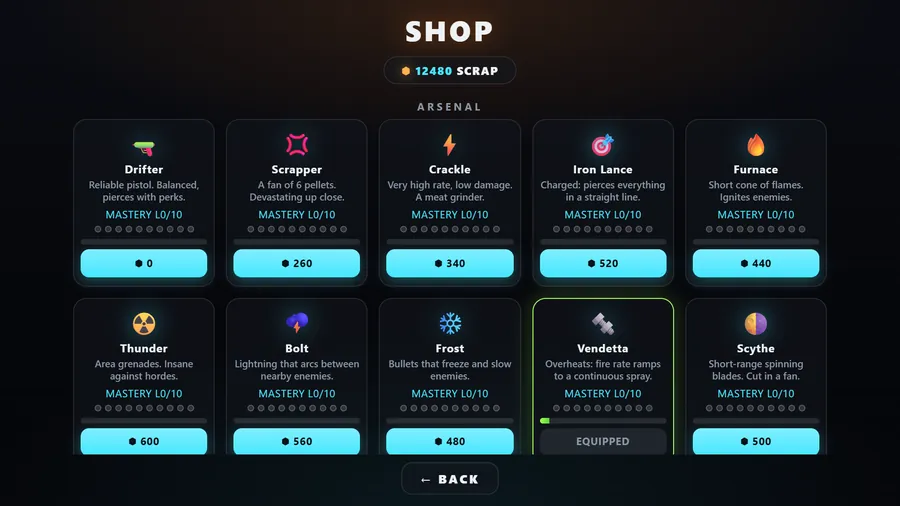 SHOP
12480 SCRAP
ARSENAL
Drifter
Reliable pistol. Balanced,
pierces with perks.
MASTERY L0/10
0
Scrapper
A fan of 6 pellets.
Devastating up close.
MASTERY L0/10
260
Crackle
Very high rate, low damage.
A meat grinder.
MASTERY L0/10
340
Iron Lance
Charged; pierces everything
in a straight line.
MASTERY L0/10
520
Furnace
Short cone of flames.
Ignites enemies.
MASTERY L0/10
440
Thunder
Area grenades. Insane
against hordes.
MASTERY L0/10
600
Bolt
Lightning that arcs between
nearby enemies.
MASTERY L0/10
560
Frost
Bullets that freeze and slow
enemies.
MASTERY L0/10
480
Vendetta
Overheats: fire rate ramps
to a continuous spray.
MASTERY L0/10
EQUIPPED
Scythe
Short-range spinning
blades. Cut in a fan.
MASTERY L0/10
500
← BACK